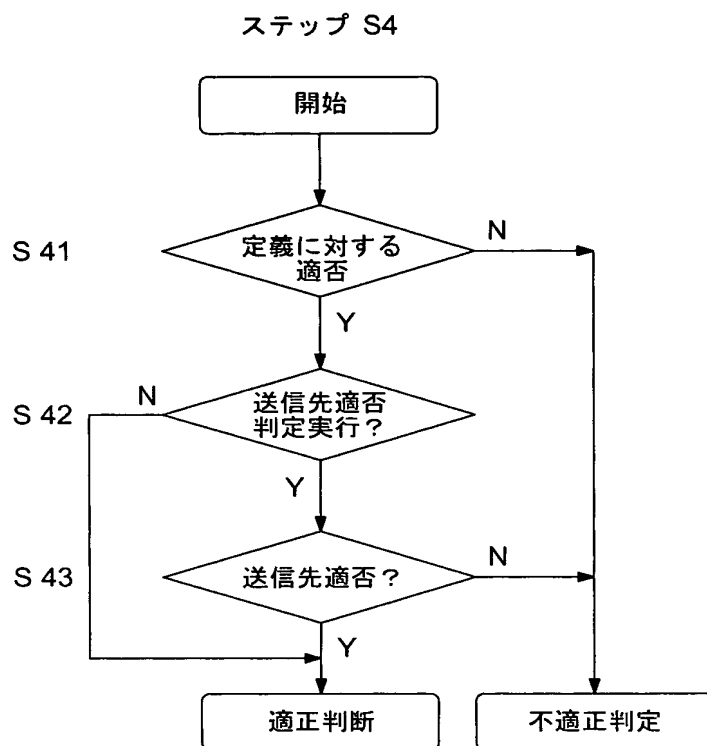 ステップ S4
開始
S 41
定義に対する
適否
N
Y
S 42
N
送信先適否
判定実行?
Y
S 43
送信先適否?
N
Y
適正判断
不適正判定